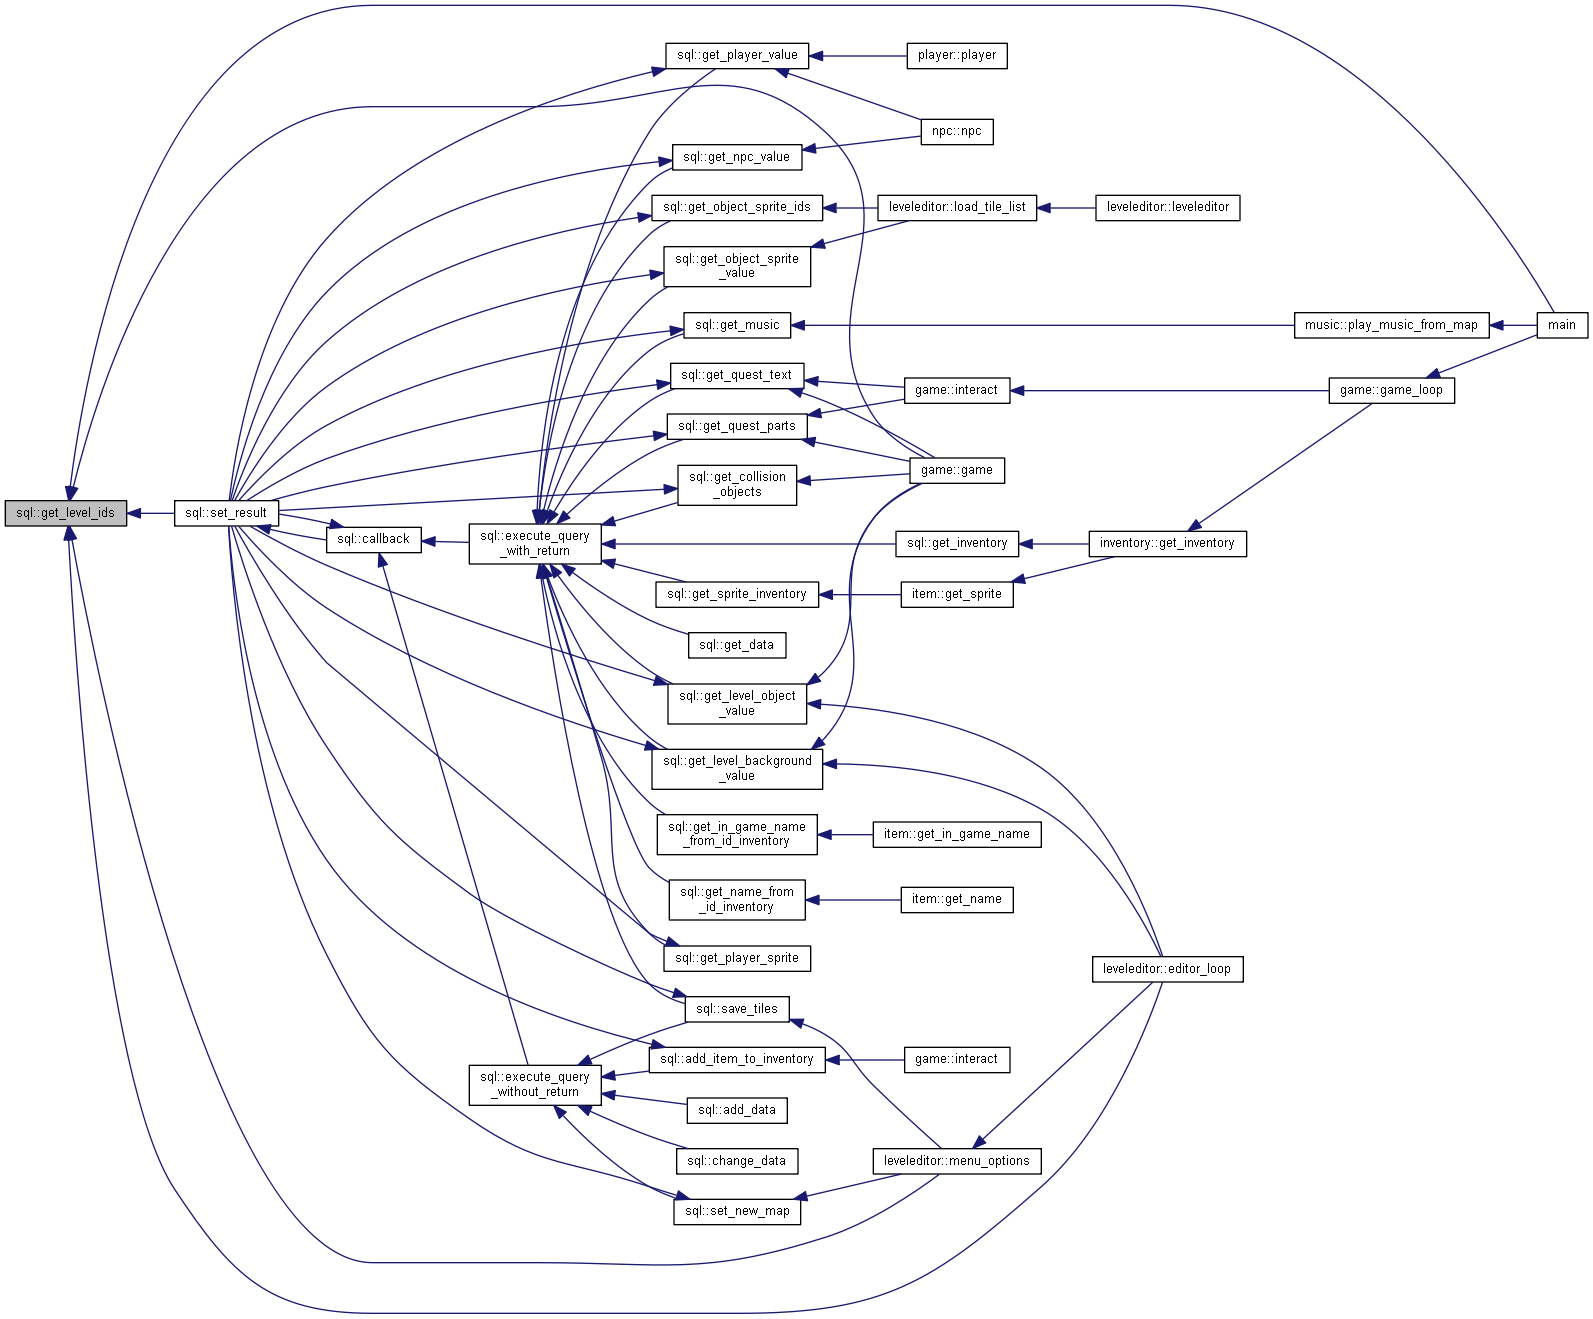 sql::get_player_value
player::player
npc::npc
sql::get_npc_value
sql::get_object_sprite_ids
leveleditor::load_tile_list
leveleditor::leveleditor
sql::get_object_sprite
_value
sql::get_music
music::play_music_from_map
main
sql::get_quest_text
game::interact
game::game_loop
sql::get_quest_parts
game::game
sql::get_collision
_objects
sql::get_level_ids
sql::set_result
sql::callback
sql::execute_query
_with_return
sql::get_inventory
inventory::get_inventory
sql::get_sprite_inventory
item::get_sprite
sql::get_data
sql::get_level_object
_value
sql::get_level_background
_value
sql::get_in_game_name
_from_id_inventory
item::get_in_game_name
sql::get_name_from
_id_inventory
item::get_name
sql::get_player_sprite
leveleditor::editor_loop
sql::save_tiles
sql::add_item_to_inventory
game::interact
sql::execute_query
_without_return
sql::add_data
sql::change_data
leveleditor::menu_options
sql::set_new_map